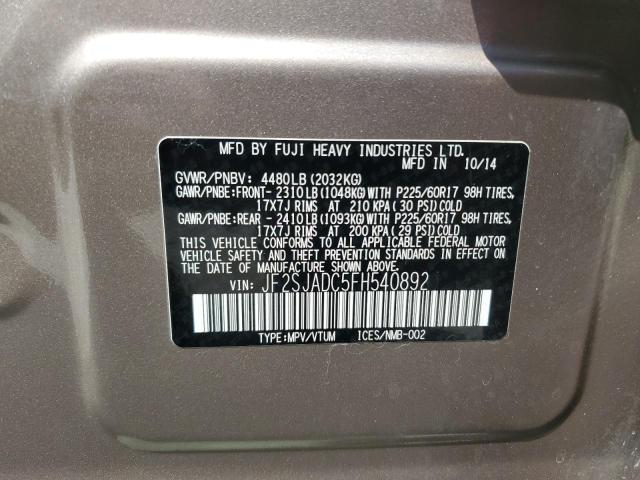 MFD BY FUJI HEAVY INDUSTRIES LTD.
MFD IN 10/14
GVWR/PNBV: 4480LB(2032KG)
GAWR/PNBE:FRONT-2310LB(1048KG)WITH P225/60R17 98H TIRES,
17X7J RIMS AT 210 KPA(30 PSI)COLD
GAWR/PNBE:REAR -2410LB(1093KG)WITH P225/60R17 98H TIRES,
17X7J RIMS AT 200 KPA(29 PSI)COLD
THIS VEHICLE CONFORMS TO ALL APPLICABLE FEDERAL MOTOR
VEHICLE SAFETY AND THEFT PREVENTION STANDARDS IN EFFECT ON
THE DATE OF MANUFACTURE SHOWN ABOVE.
VIN: JF2SJADC5FH540892
TYPE:MPV/VTUM ICES/NMB-002